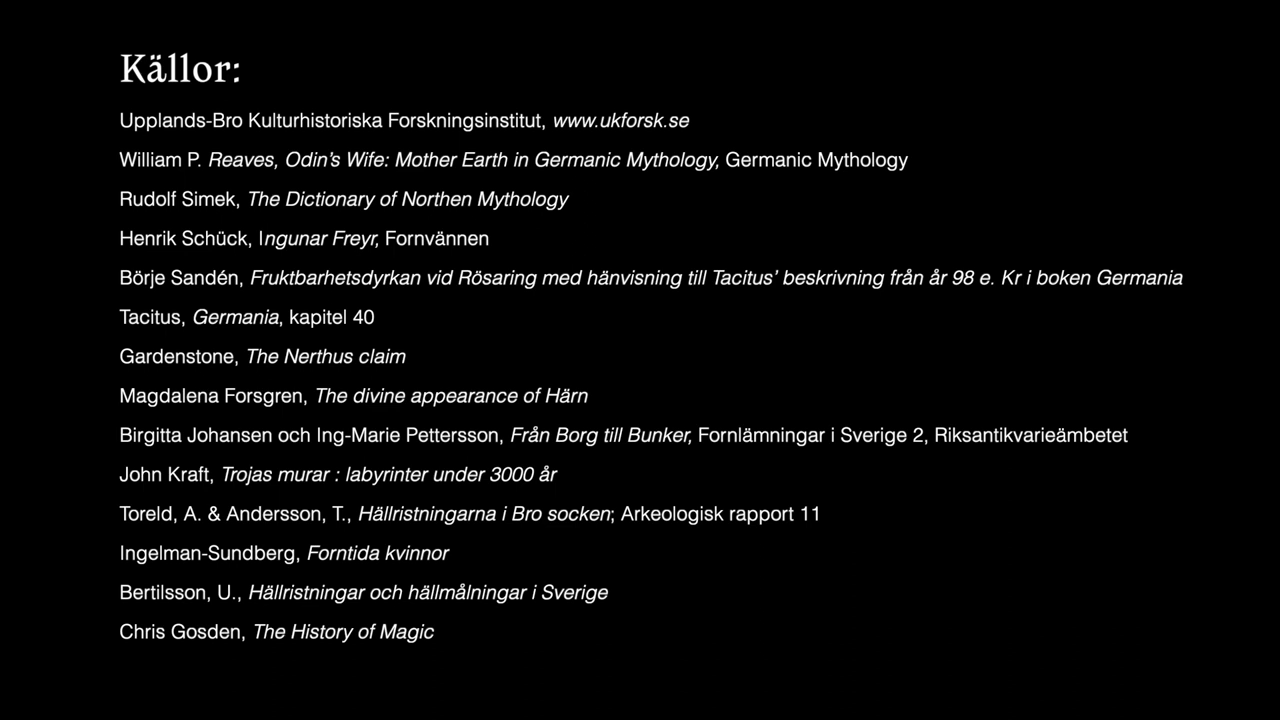 Källor:
Upplands-Bro Kulturhistoriska Forskningsinstitut, www.ukforsk.se
William P. Reaves, Odin’s Wife: Mother Earth in Germanic Mythology, Germanic Mythology
Rudolf Simek, The Dictionary of Northen Mythology
Henrik Schück, Ingunar Freyr, Fornvännen
Börje Sandén, Fruktbarhetsdyrkan vid Rösaring med hänvisning till Tacitus’ beskrivning från år 98 e. Kr i boken Germania
Tacitus, Germania, kapitel 40
Gardenstone, The Nerthus claim
Magdalena Forsgren, The divine appearance of Härn
Birgitta Johansen och Ing-Marie Pettersson, Från Borg till Bunker, Fornlämningar i Sverige 2, Riksantikvarieämbetet
John Kraft, Trojas murar : labyrinter under 3000 år
Toreld, A. & Andersson, T., Hällristningarna i Bro socken; Arkeologisk rapport 11
Ingelman-Sundberg, Forntida kvinnor
Bertilsson, U., Hällristningar och hällmålningar i Sverige
Chris Gosden, The History of Magic